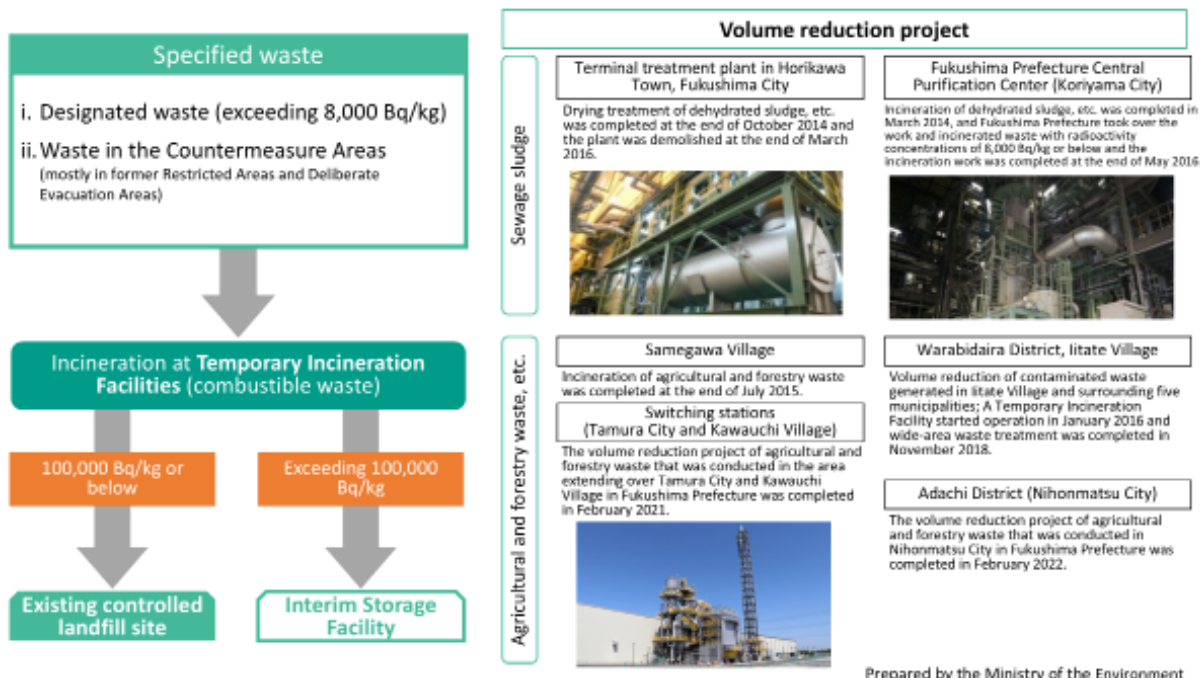 Specified waste
i. Designated waste (exceeding 8,000 Bq/kg)
ii. Waste in the Countermeasure Areas
(mostly in former Restricted Areas and Deliberate
Evacuation Areas)
Incineration at Temporary Incineration
Facilities (combustible waste)
100,000 Bq/kg or
below
Exceeding 100,000
Bq/kg
Existing controlled
landfill site
Interim Storage
Facility
Volume reduction project
Sewage sludge
Terminal treatment plant in Horikawa
Town, Fukushima City
Drying treatment of dehydrated sludge, etc.
was completed at the end of October 2014 and
the plant was demolished at the end of March
2016.
Fukushima Prefecture Central
Purification Center (Koriyama City)
Incineration of dehydrated sludge, etc. was completed in
March 2014, and Fukushima Prefecture took over the
work and incinerated waste with radioactivity
concentrations of 8,000 Bq/kg or below and the
incineration work was completed at the end of May 2016
Agricultural and forestry waste, etc.
Samegawa Village
Incineration of agricultural and forestry waste
was completed at the end of July 2015.
Switching stations
(Tamura City and Kawauchi Village)
The volume reduction project of agricultural and
forestry waste that was conducted in the area
extending over Tamura City and Kawauchi
Village in Fukushima Prefecture was completed
in February 2021.
Warabidaira District, Iitate Village
Volume reduction of contaminated waste
generated in Iitate Village and surrounding five
municipalities; A Temporary Incineration
Facility started operation in January 2016 and
wide-area waste treatment was completed in
November 2018.
Adachi District (Nihonmatsu City)
The volume reduction project of agricultural
and forestry waste that was conducted in
Nihonmatsu City in Fukushima Prefecture was
completed in February 2022.
Prepared by the Ministry of the Environment